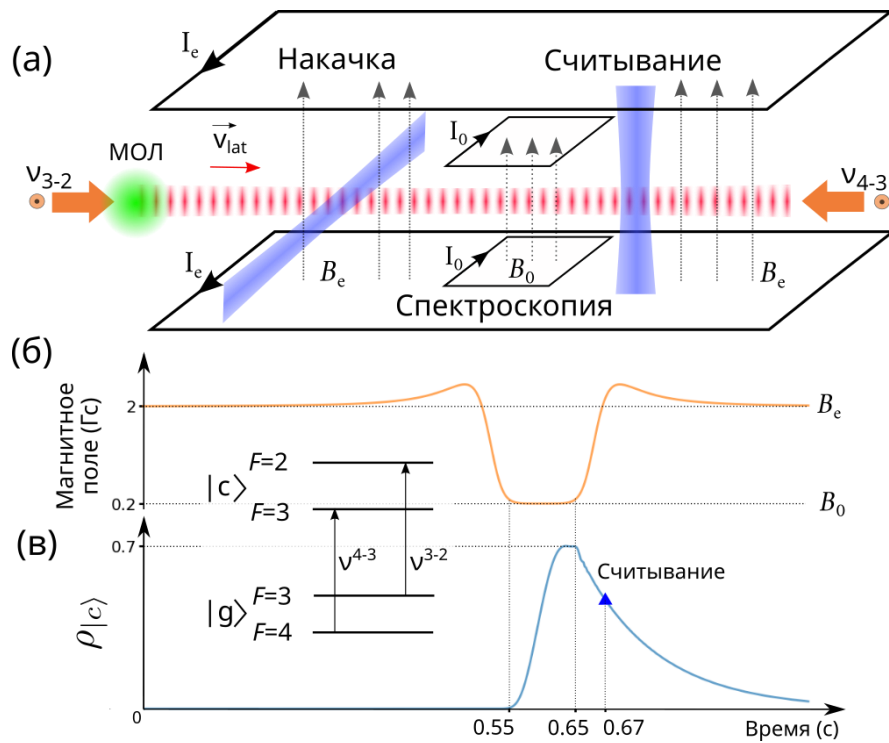 (а)
I_e
Накачка
Считывание
МОЛ
v_lat
I_0
ν_3-2
ν_4-3
I_e
B_e
I_0
B_0
B_e
Спектроскопия
(б)
Магнитное
поле (Гс)
2
B_e
0.2
B_0
|c⟩
F=2
F=3
ν^4-3
ν^3-2
|g⟩
F=3
F=4
(в)
0.7
ρ|c⟩
Считывание
0
0.55
0.65
0.67
Время (с)